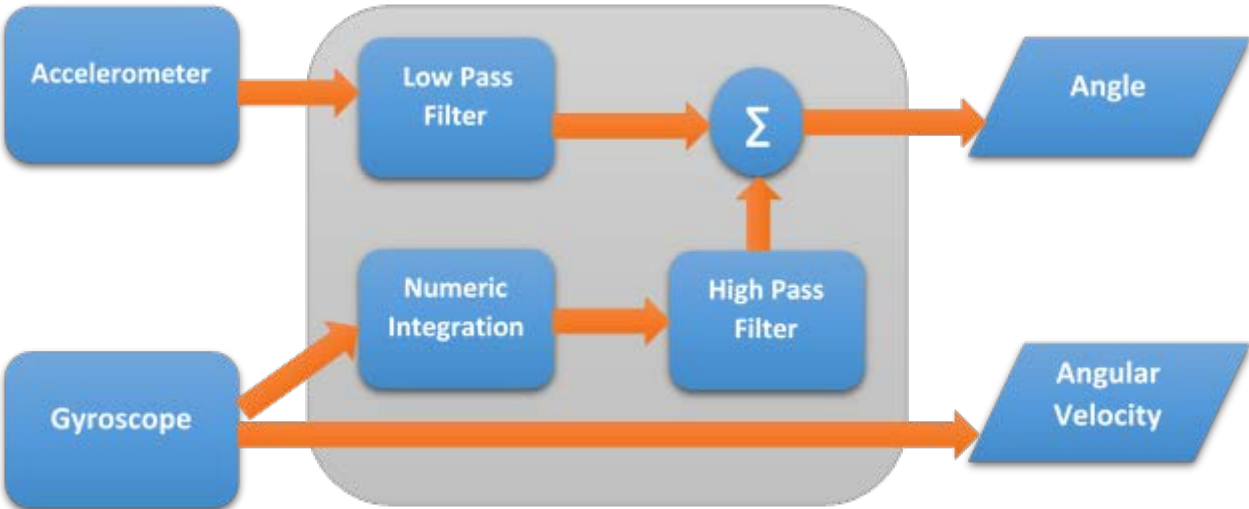 Accelerometer
Low Pass
Filter
Σ
Angle
Numeric
Integration
High Pass
Filter
Gyroscope
Angular
Velocity